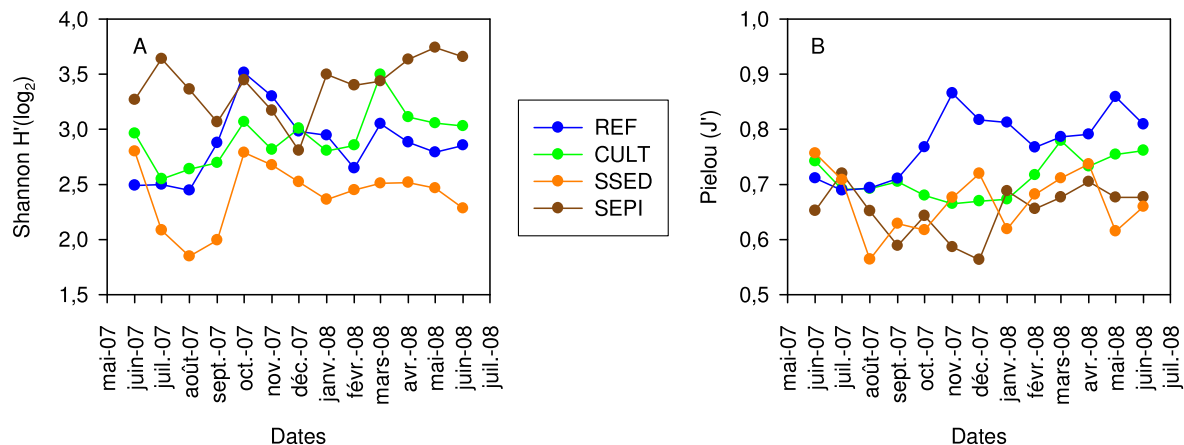 A
Shannon H'(log2)
4,0
3,5
3,0
2,5
2,0
1,5
mai-07
juin-07
juil.-07
août-07
sept.-07
oct.-07
nov.-07
déc.-07
janv.-08
févr.-08
mars-08
avr.-08
mai-08
juin-08
juil.-08
Dates
REF
CULT
SSED
SEPI
B
Pielou (J')
1,0
0,9
0,8
0,7
0,6
0,5
mai-07
juin-07
juil.-07
août-07
sept.-07
oct.-07
nov.-07
déc.-07
janv.-08
févr.-08
mars-08
avr.-08
mai-08
juin-08
juil.-08
Dates